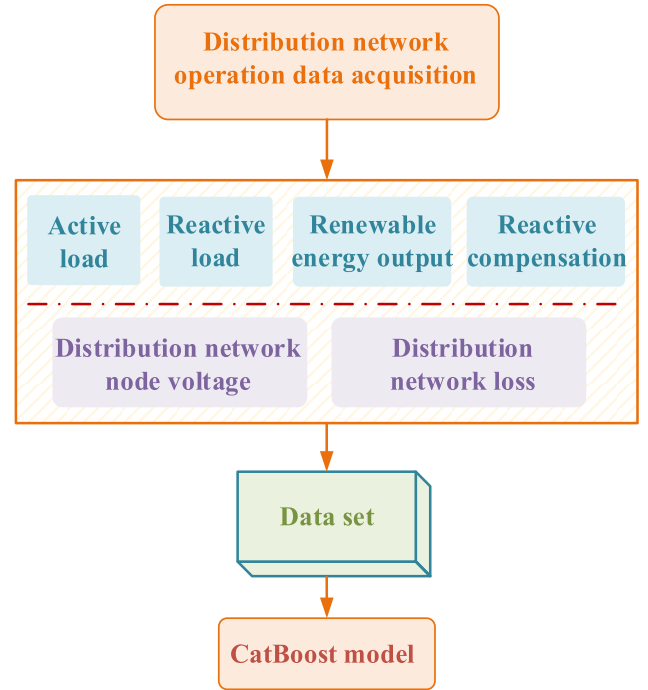 Distribution network
operation data acquisition
Active
load
Reactive
load
Renewable
energy output
Reactive
compensation
Distribution network
node voltage
Distribution
network loss
Data set
CatBoost model